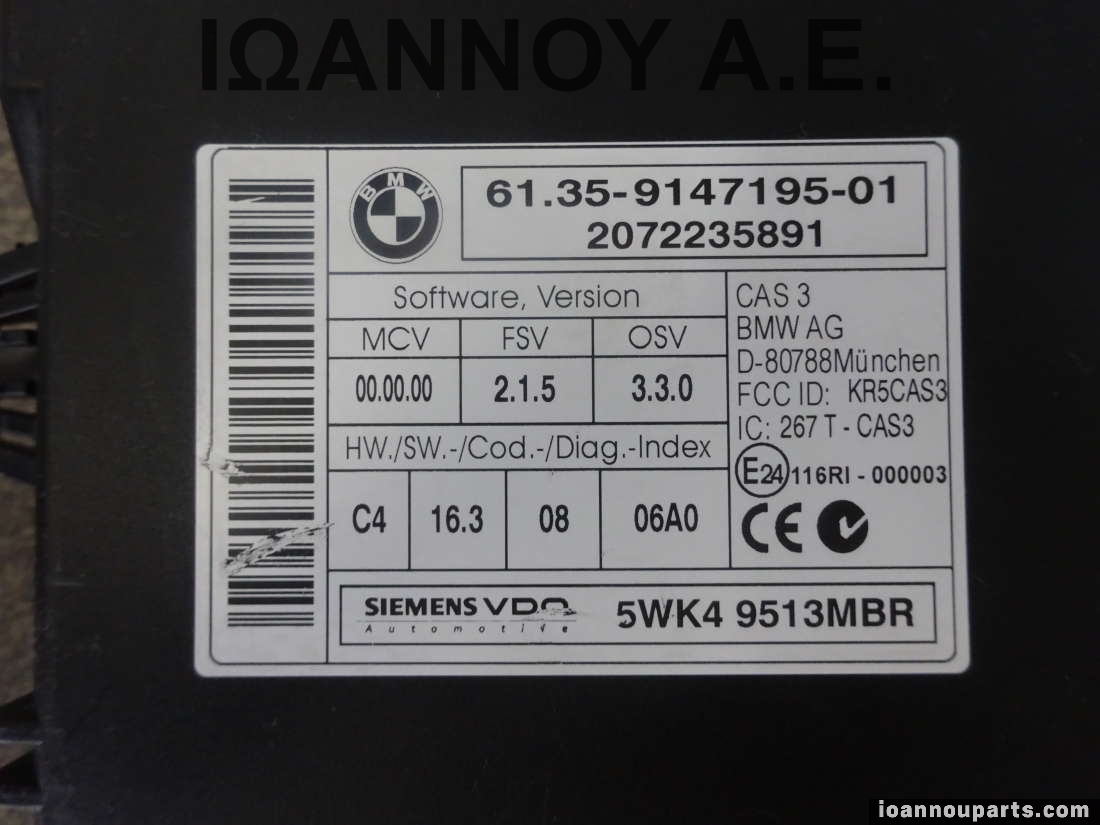 ΙΩΑΝΝΟΥ Α.Ε.
BMW
61.35-9147195-01
2072235891
Software, Version
MCV FSV OSV
00.00.00 2.1.5 3.3.0
HW./SW.-/Cod.-/Diag.-Index
C4 16.3 08 06A0
CAS 3
BMW AG
D-80788München
FCC ID: KR5CAS3
IC: 267 T - CAS3
E24 116RI - 000003
CE
SIEMENS VDO
Automotive
5WK4 9513MBR
ioannouparts.com